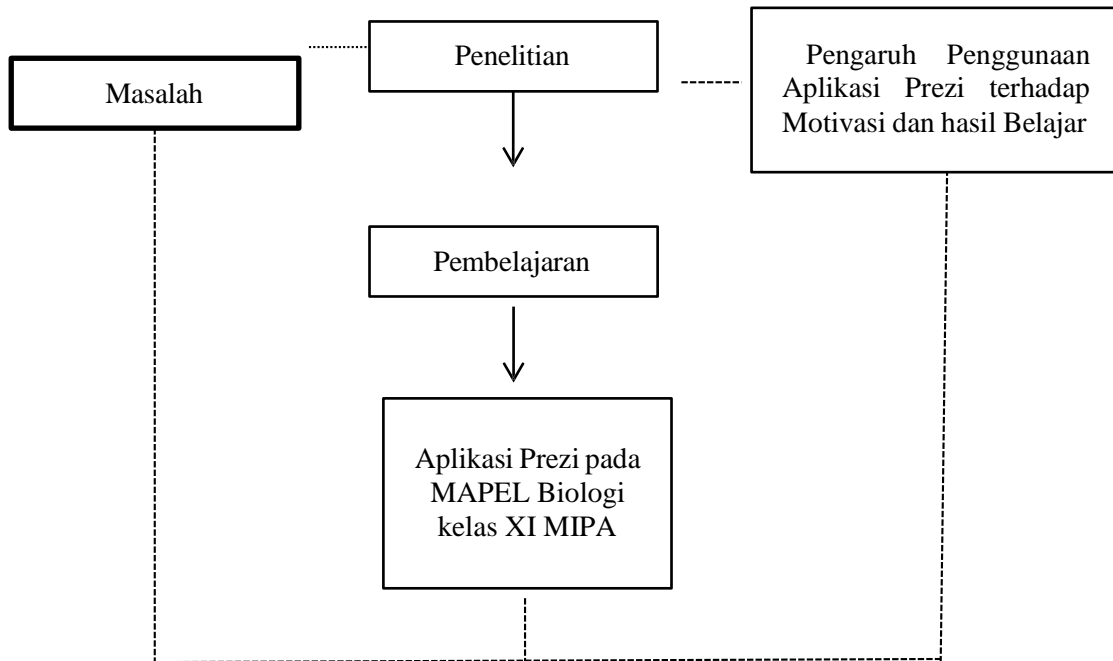 Penelitian
Masalah
Pengaruh Penggunaan
Aplikasi Prezi terhadap
Motivasi dan hasil Belajar
Pembelajaran
Aplikasi Prezi pada
MAPEL Biologi
kelas XI MIPA